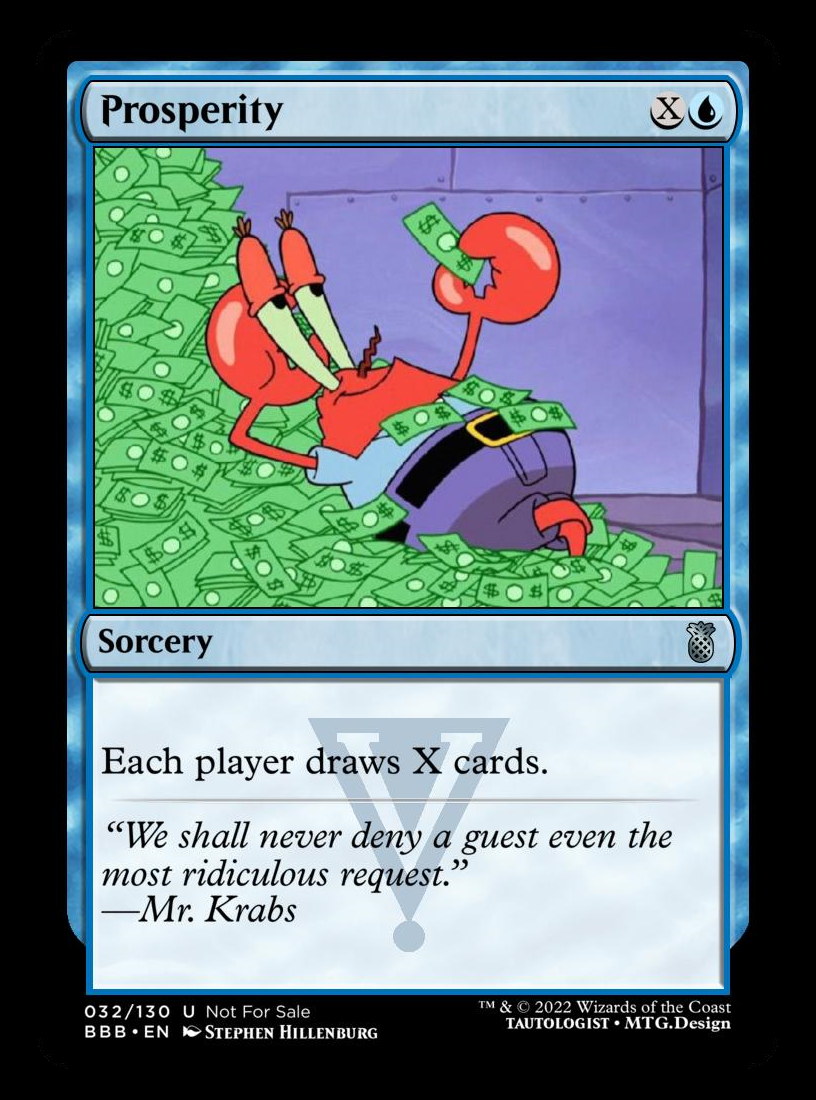 Prosperity X
Sorcery
Each player draws X cards.
“We shall never deny a guest even the
most ridiculous request.”
—Mr. Krabs
032/130 U Not For Sale
BBB • EN Stephen Hillenburg
™ & © 2022 Wizards of the Coast
TAUTOLOGIST • MTG.Design